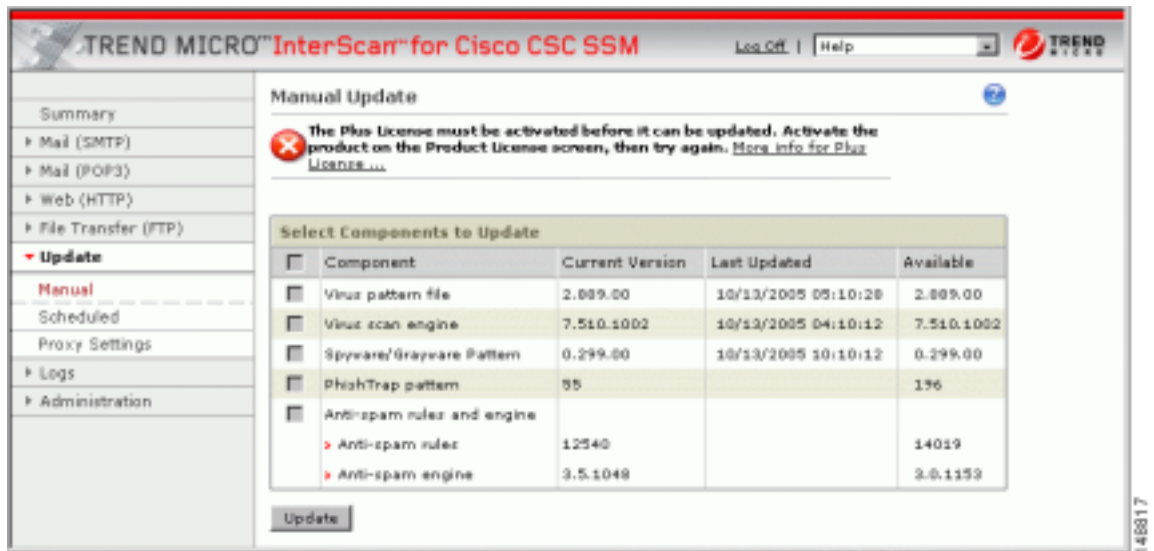 TREND MICRO™InterScan™for Cisco CSC SSM
Log Off | Help
TREND MICRO
Summary
Mail (SMTP)
Mail (POP3)
Web (HTTP)
File Transfer (FTP)
Update
Manual
Scheduled
Proxy Settings
Logs
Administration
Manual Update
The Plus License must be activated before it can be updated. Activate the
product on the Product License screen, then try again. More info for Plus
License ...
Select Components to Update
Component Current Version Last Updated Available
Virus pattern file 2.889.00 10/13/2005 05:10:28 2.889.00
Virus scan engine 7.510.1002 10/13/2005 04:10:12 7.510.1002
Spyware/Grayware Pattern 0.299.00 10/13/2005 10:10:12 0.299.00
PhishTrap pattern 55 196
Anti-spam rules and engine
Anti-spam rules 12540 14019
Anti-spam engine 3.5.1048 3.0.1153
Update
148817